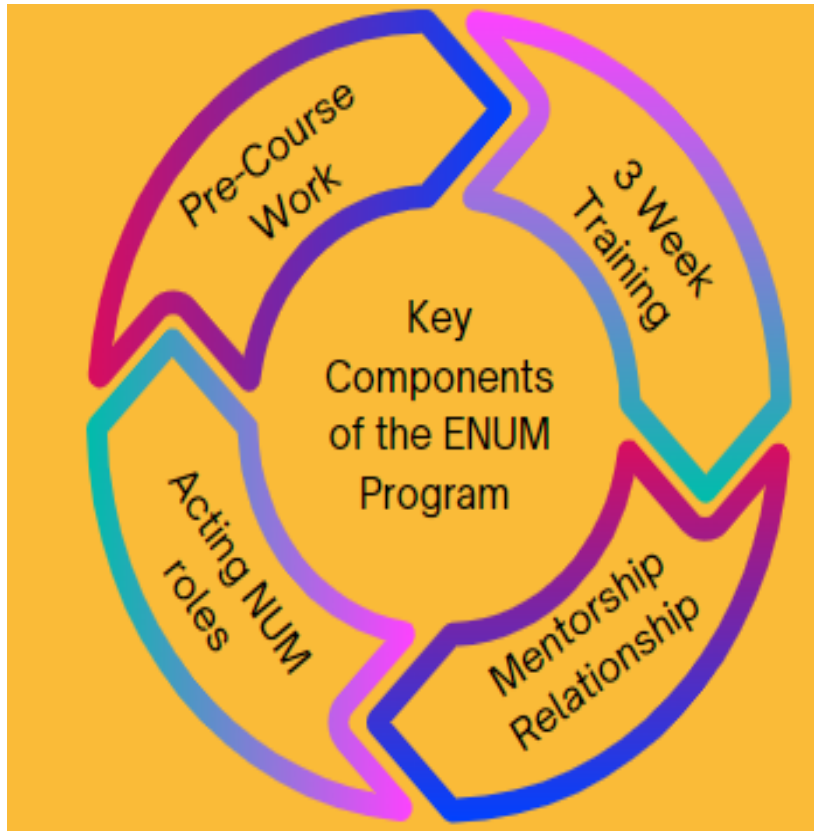 Pre-Course
Work
3 Week
Training
Key
Components
of the ENUM
Program
Acting NUM
roles
Mentorship
Relationship